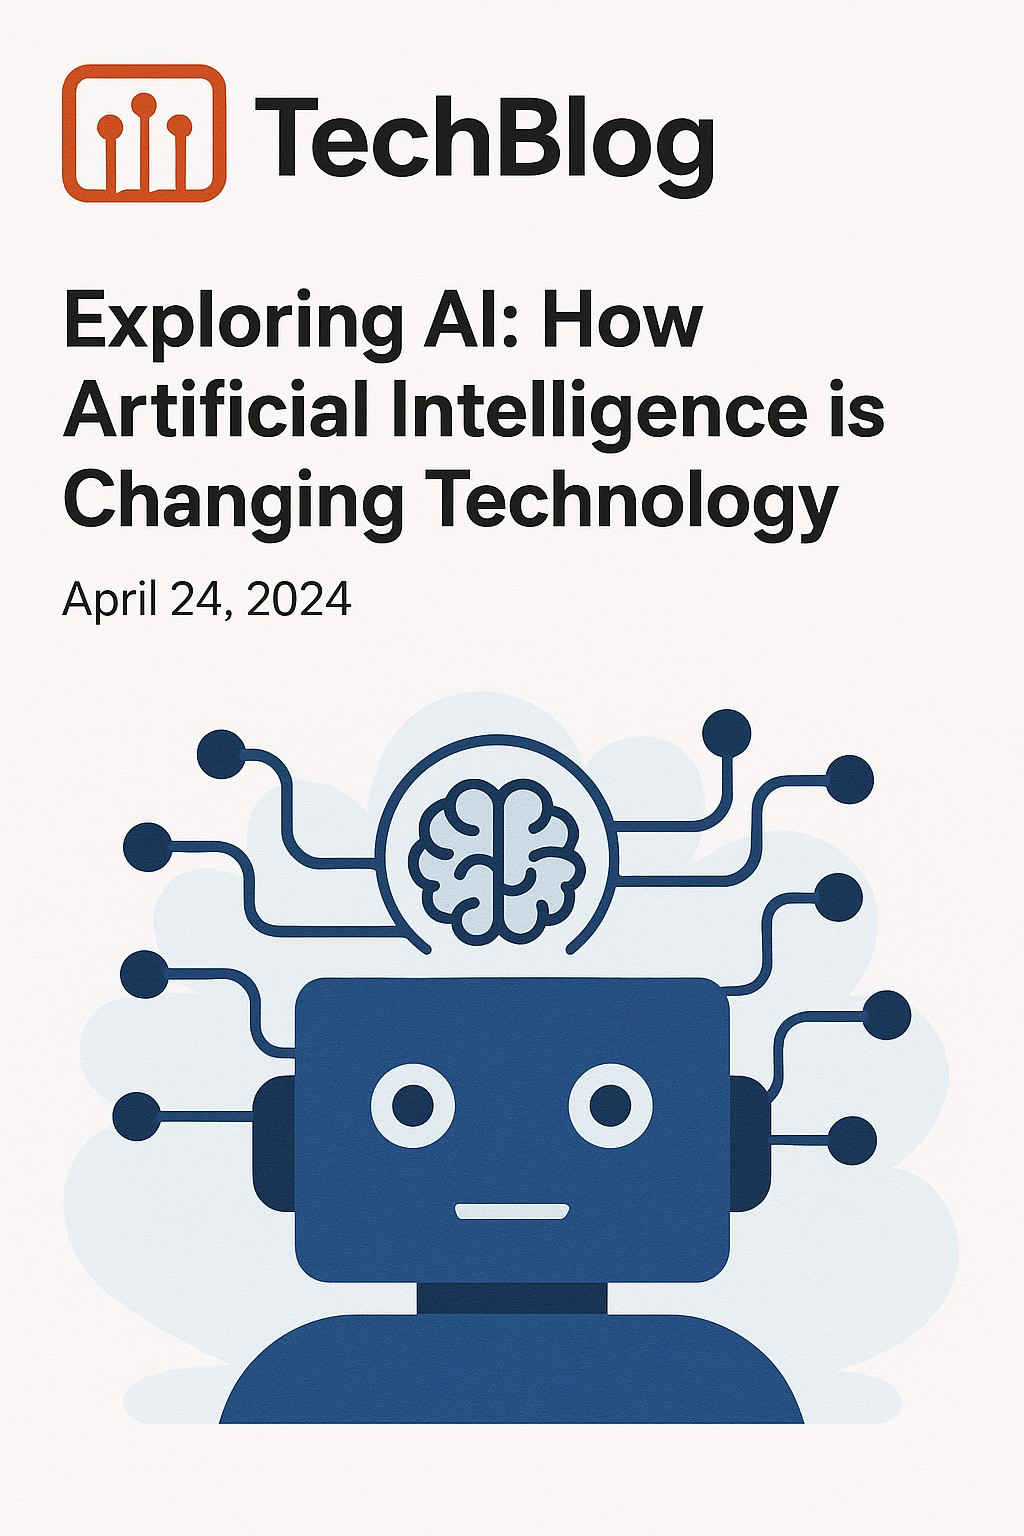 TechBlog
Exploring AI: How
Artificial Intelligence is
Changing Technology
April 24, 2024